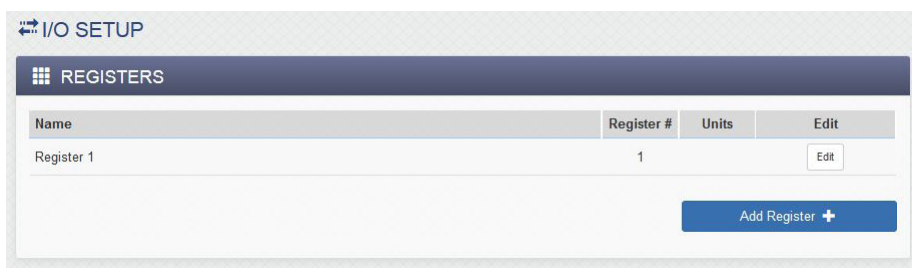 I/O SETUP
REGISTERS
Name Register # Units Edit
Register 1 1 Edit
Add Register +